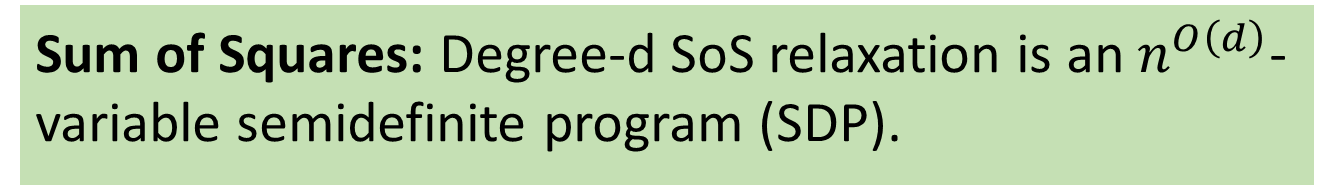 Sum of Squares: Degree-d SoS relaxation is an $n^{O(d)}$-
variable semidefinite program (SDP).